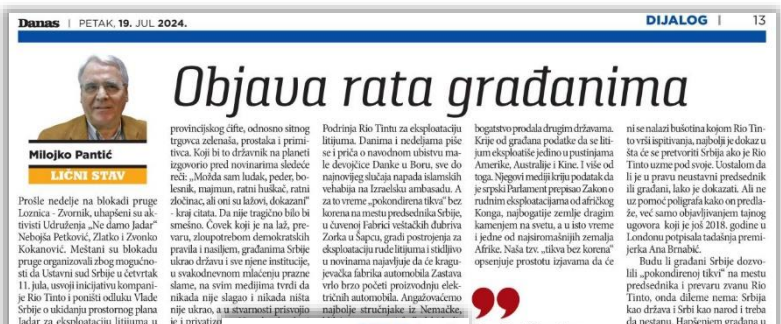 Danas | PETAK, 19. JUL 2024.
DIJALOG | 13
Objava rata građanima
Milojko Pantić
LIČNI STAV
Prošle nedelje na blokadi pruge
Loznica - Zvornik, uhapšeni su ak-
tivisti Udruženja „Ne damo Jadar"
Nebojša Petković, Zlatko i Zvonko
Kokanović. Meštani su blokadu
pruge organizovali zbog mogućno-
sti da Ustavni sud Srbije u četvrtak
11. jula, usvoji inicijativu kompani-
je Rio Tinto i poništi odluku Vlade
Srbije o ukidanju prostornog plana
Jadar za eksploataciju litijuma u
provincijskog ćifte, odnosno sitnog
trgovca zelenaša, prostaka i primi-
tivca. Koji bi to državnik na planeti
izgovorio pred novinarima sledeće
reči: „Možda sam ludak, peder, bo-
lesnik, majmun, ratni huškač, ratni
zločinac, ali oni su lažovi, dokazani"
- kraj citata. Da nije tragično bilo bi
smešno. Čovek koji je na laž, pre-
varu, zloupotrebom demokratskih
pravila i nasiljem, građanima Srbije
ukrao državu i sve njene institucije,
u svakodnevnom mlaćenju prazne
slame, na svim medijima tvrdi da
nikada nije slagao i nikada ništa
nije ukrao, a u stvarnosti prisvojio
je i privatizo
Podrinja Rio Tintu za eksploataciju
litijuma. Danima i nedeljama piše
se i priča o navodnom ubistvu ma-
le devojčice Danke u Boru, sve do
najnovijeg slučaja napada islamskih
vehabija na Izraelsku ambasadu. A
za to vreme „pokondirena tikva" bez
korena na mestu predsednika Srbije,
u čuvenoj Fabrici veštačkih đubriva
Zorka u Šapcu, gradi postrojenja za
eksploataciju rude litijuma i stidljivo
u novinama najavljuje da će kragu-
jevačka fabrika automobila Zastava
vrlo brzo početi proizvodnju elek-
tričnih automobila. Angažovaćemo
najbolje stručnjake iz Nemačke,
bogatstvo prodala drugim državama.
Krije od građana podatke da se liti-
jum eksploatiše jedino u pustinjama
Amerike, Australije i Kine. I više od
toga. Njegovi mediji kriju podatak da
je srpski Parlament prepisao Zakon o
rudnim eksploatacijama od afričkog
Konga, najbogatije zemlje dragim
kamenjem na svetu, a u isto vreme
i jedne od najsiromašnijih zemalja
Afrike. Naša tzv. „tikva bez korena"
opsenjuje prostotu izjavama da će
ni se nalazi bušotina kojom Rio Tin-
to vrši ispitivanja, najbolji je dokaz u
šta će se pretvoriti Srbija ako je Rio
Tinto uzme pod svoje. Uostalom da
li je u pravu neustavni predsednik
ili građani, lako je dokazati. Ali ne
uz pomoć poligrafa kako on predla-
že, već samo objavljivanjem tajnog
ugovora koji je još 2018. godine u
Londonu potpisala tadašnja premi-
jerka Ana Brnabić.
Budu li građani Srbije dozvo-
lili „pokondirenoj tikvi" na mestu
predsednika i prevaru zvanu Rio
Tinto, onda dileme nema: Srbija
kao država i Srbi kao narod i treba
da nestanu. Hapšenjem građana u